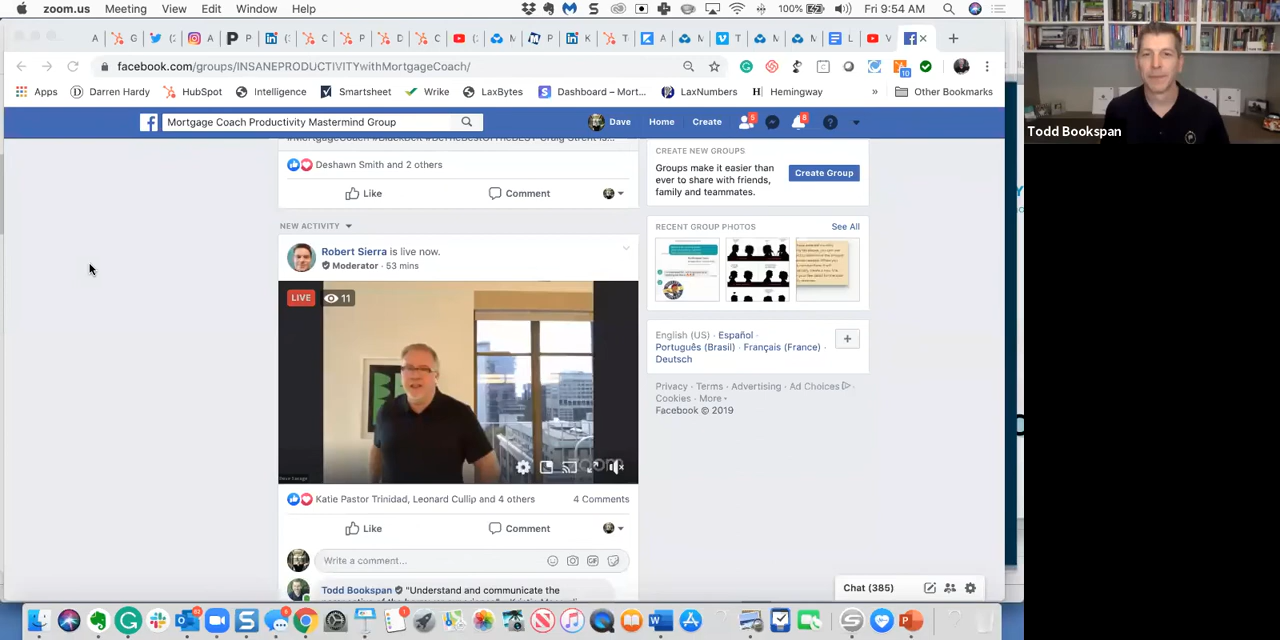 zoom.us Meeting View Edit Window Help
100% Fri 9:54 AM
facebook.com/groups/INSANEPRODUCTIVITYwithMortgageCoach/
Apps Darren Hardy HubSpot Intelligence Smartsheet Wrike LaxBytes Dashboard – Mort... LaxNumbers Hemingway » Other Bookmarks
Mortgage Coach Productivity Mastermind Group
Dave Home Create 5 8
Deshawn Smith and 2 others
Like Comment
NEW ACTIVITY
Robert Sierra is live now.
Moderator · 53 mins
LIVE 11
zoom
Katie Pastor Trinidad, Leonard Cullip and 4 others 4 Comments
Like Comment
Write a comment...
GIF
Todd Bookspan "Understand and communicate the
CREATE NEW GROUPS
Groups make it easier than
ever to share with friends,
family and teammates.
Create Group
RECENT GROUP PHOTOS See All
English (US) · Español ·
Português (Brasil) · Français (France) ·
Deutsch
Privacy · Terms · Advertising · Ad Choices ·
Cookies · More
Facebook © 2019
Chat (385)
Todd Bookspan